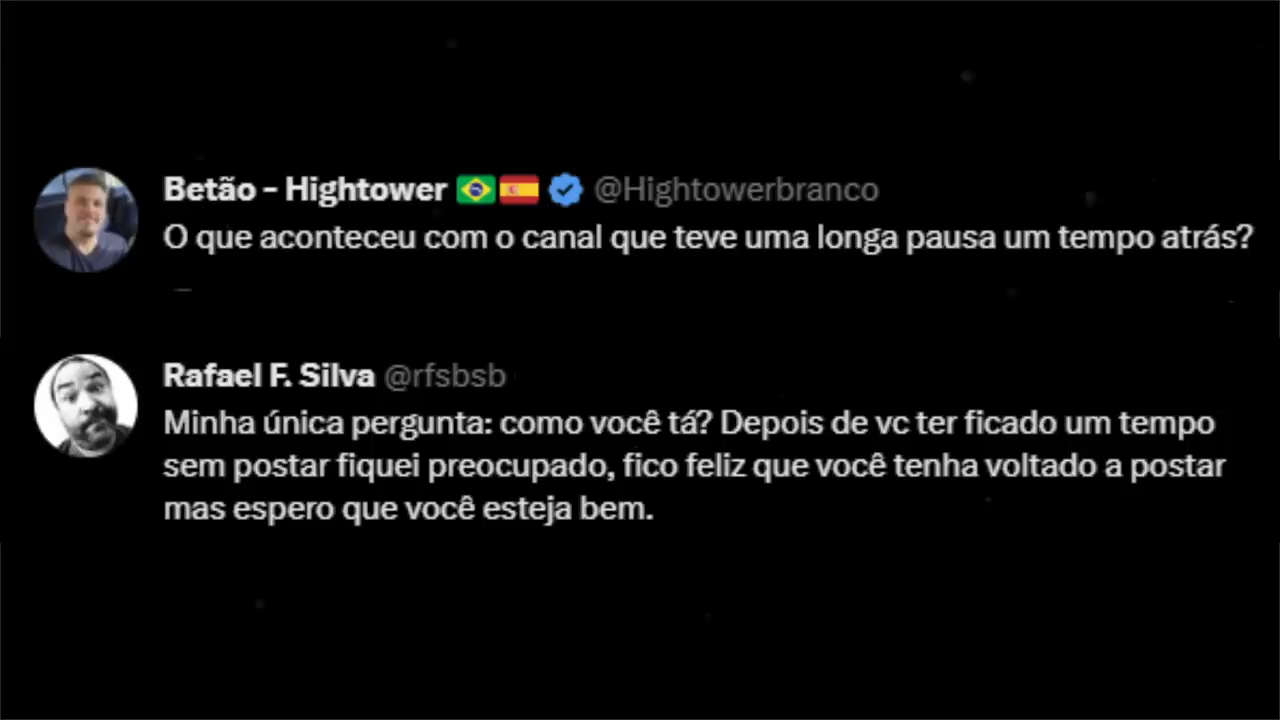 Betão - Hightower 🇧🇷🇪🇸 @Hightowerbranco
O que aconteceu com o canal que teve uma longa pausa um tempo atrás?
Rafael F. Silva @rfsbsb
Minha única pergunta: como você tá? Depois de vc ter ficado um tempo
sem postar fiquei preocupado, fico feliz que você tenha voltado a postar
mas espero que você esteja bem.